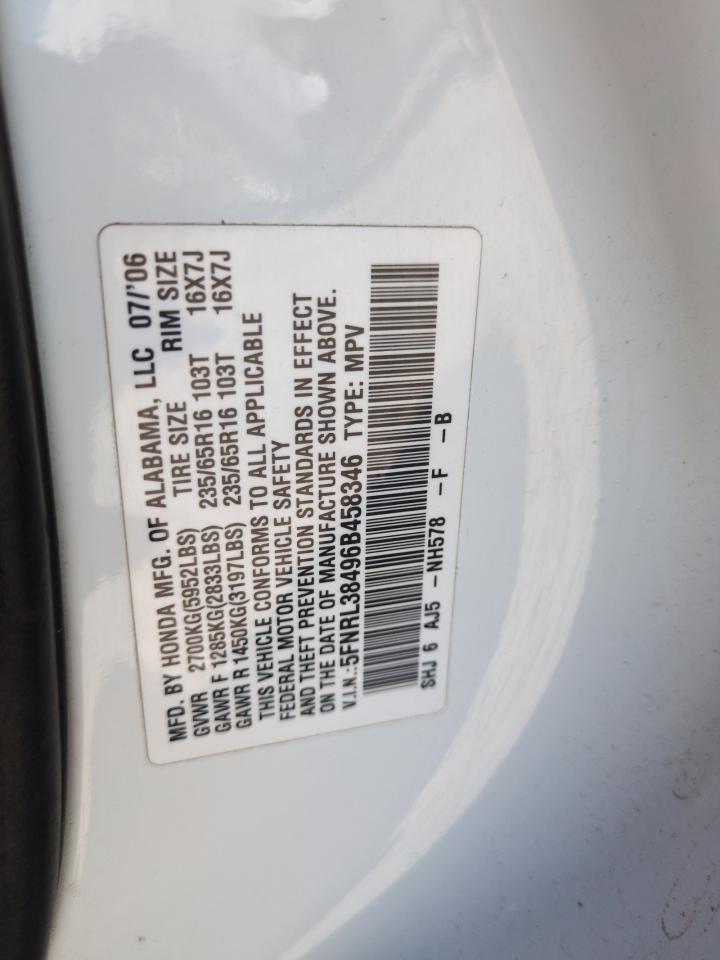 MFD. BY HONDA MFG. OF ALABAMA, LLC 07/'06
GVWR 2700KG(5952LBS) TIRE SIZE RIM SIZE
GAWR F 1285KG(2833LBS) 235/65R16 103T 16X7J
GAWR R 1450KG(3197LBS) 235/65R16 103T 16X7J
THIS VEHICLE CONFORMS TO ALL APPLICABLE
FEDERAL MOTOR VEHICLE SAFETY
AND THEFT PREVENTION STANDARDS IN EFFECT
ON THE DATE OF MANUFACTURE SHOWN ABOVE.
V.I.N.:5FNRL38496B458346 TYPE: MPV
SHJ 6 AJ5 -NH578 -F -B